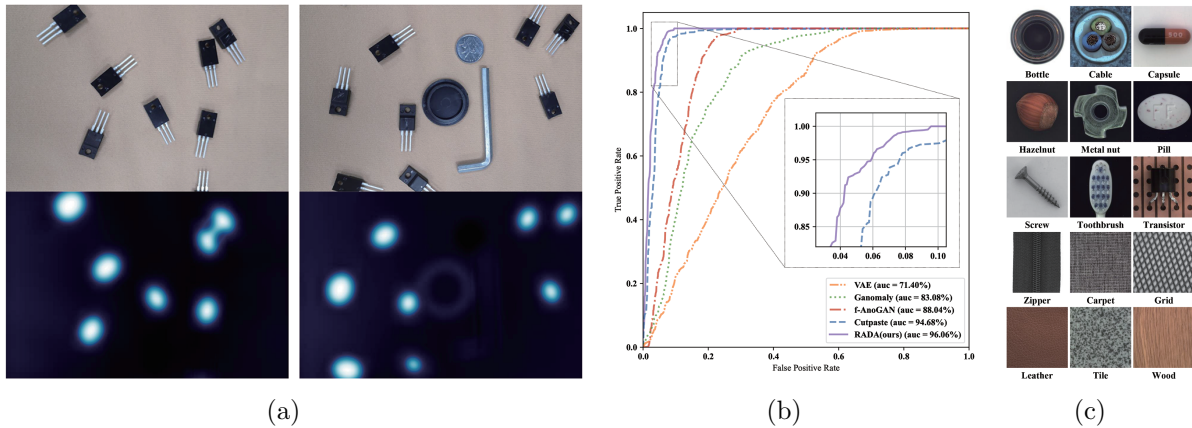 1.0
0.8
0.6
0.4
0.2
0.0
0.0 0.2 0.4 0.6 0.8 1.0
True Positive Rate
False Positive Rate
1.00
0.95
0.90
0.85
0.04 0.06 0.08 0.10
VAE (auc = 71.40%)
Ganomaly (auc = 83.08%)
f-AnoGAN (auc = 88.04%)
Cutpaste (auc = 94.68%)
RADA(ours) (auc = 96.06%)
500
Bottle Cable Capsule
Hazelnut Metal nut Pill
Screw Toothbrush Transistor
Zipper Carpet Grid
Leather Tile Wood
(a) (b) (c)